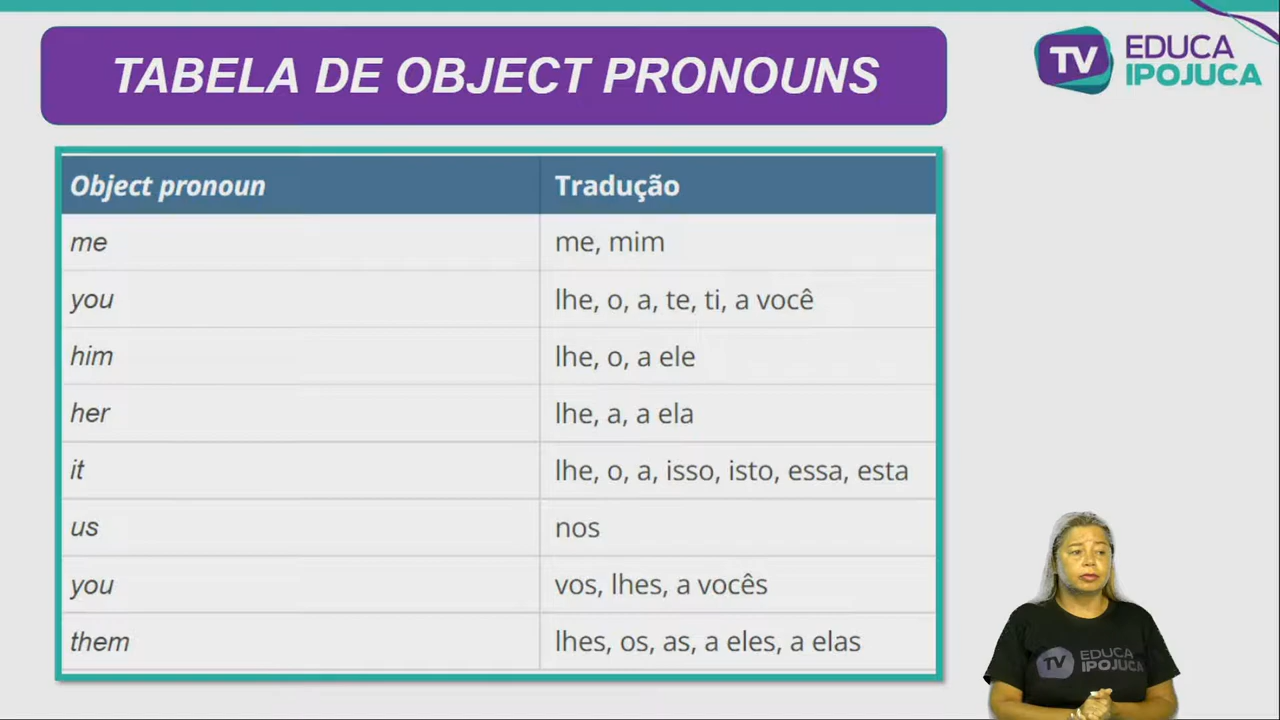 TABELA DE OBJECT PRONOUNS
TV EDUCA
IPOJUCA
Object pronoun Tradução
me me, mim
you lhe, o, a, te, ti, a você
him lhe, o, a ele
her lhe, a, a ela
it lhe, o, a, isso, isto, essa, esta
us nos
you vos, lhes, a vocês
them lhes, os, as, a eles, a elas
TV EDUCA
IPOJUCA